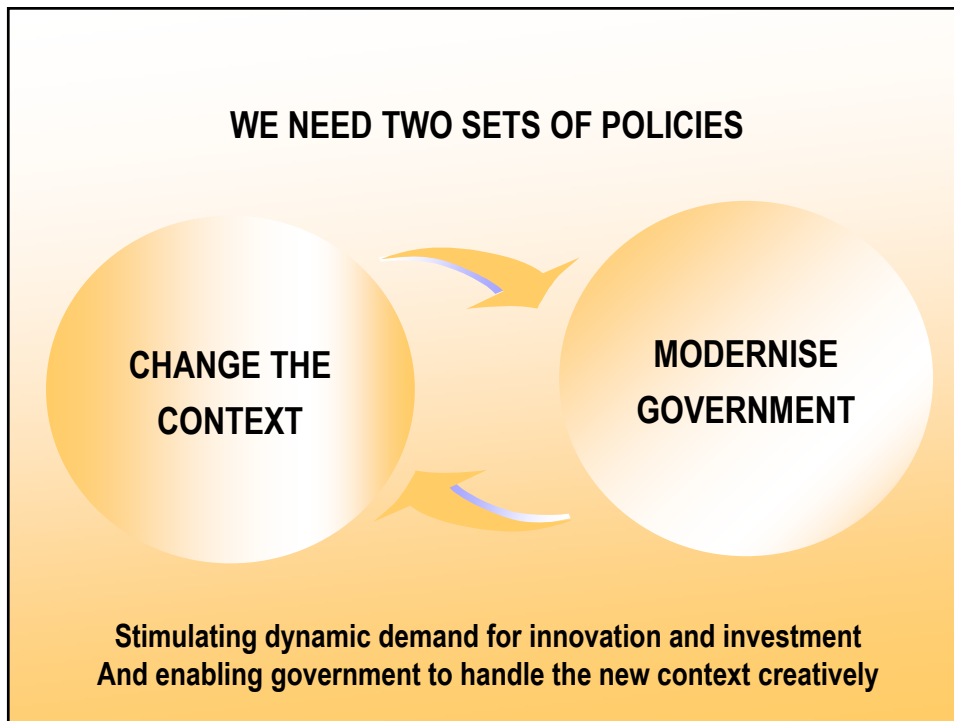 WE NEED TWO SETS OF POLICIES
CHANGE THE
CONTEXT
MODERNISE
GOVERNMENT
Stimulating dynamic demand for innovation and investment
And enabling government to handle the new context creatively